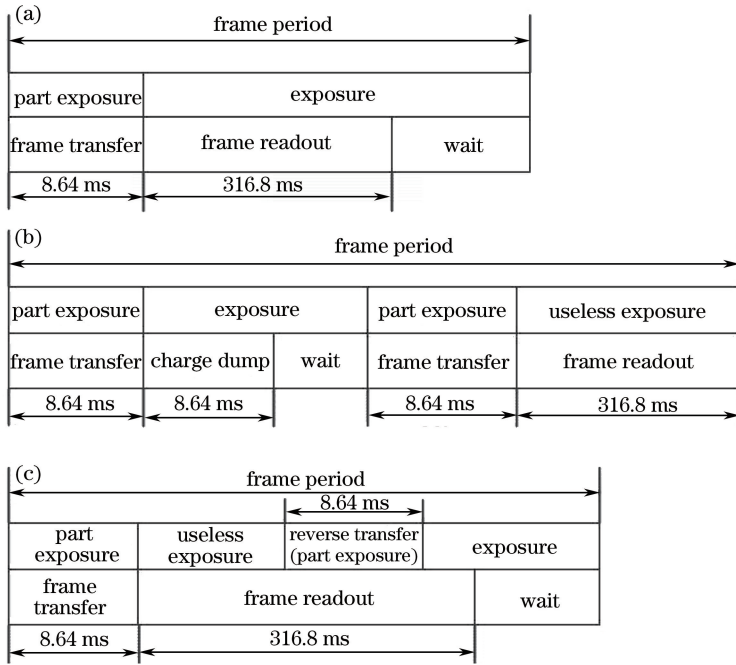 (a)
frame period
part exposure
exposure
frame transfer
frame readout
wait
8.64 ms
316.8 ms
(b)
frame period
part exposure
exposure
part exposure
useless exposure
frame transfer
charge dump
wait
frame transfer
frame readout
8.64 ms
8.64 ms
8.64 ms
316.8 ms
(c)
frame period
8.64 ms
part
exposure
useless
exposure
reverse transfer
(part exposure)
exposure
frame
transfer
frame readout
wait
8.64 ms
316.8 ms